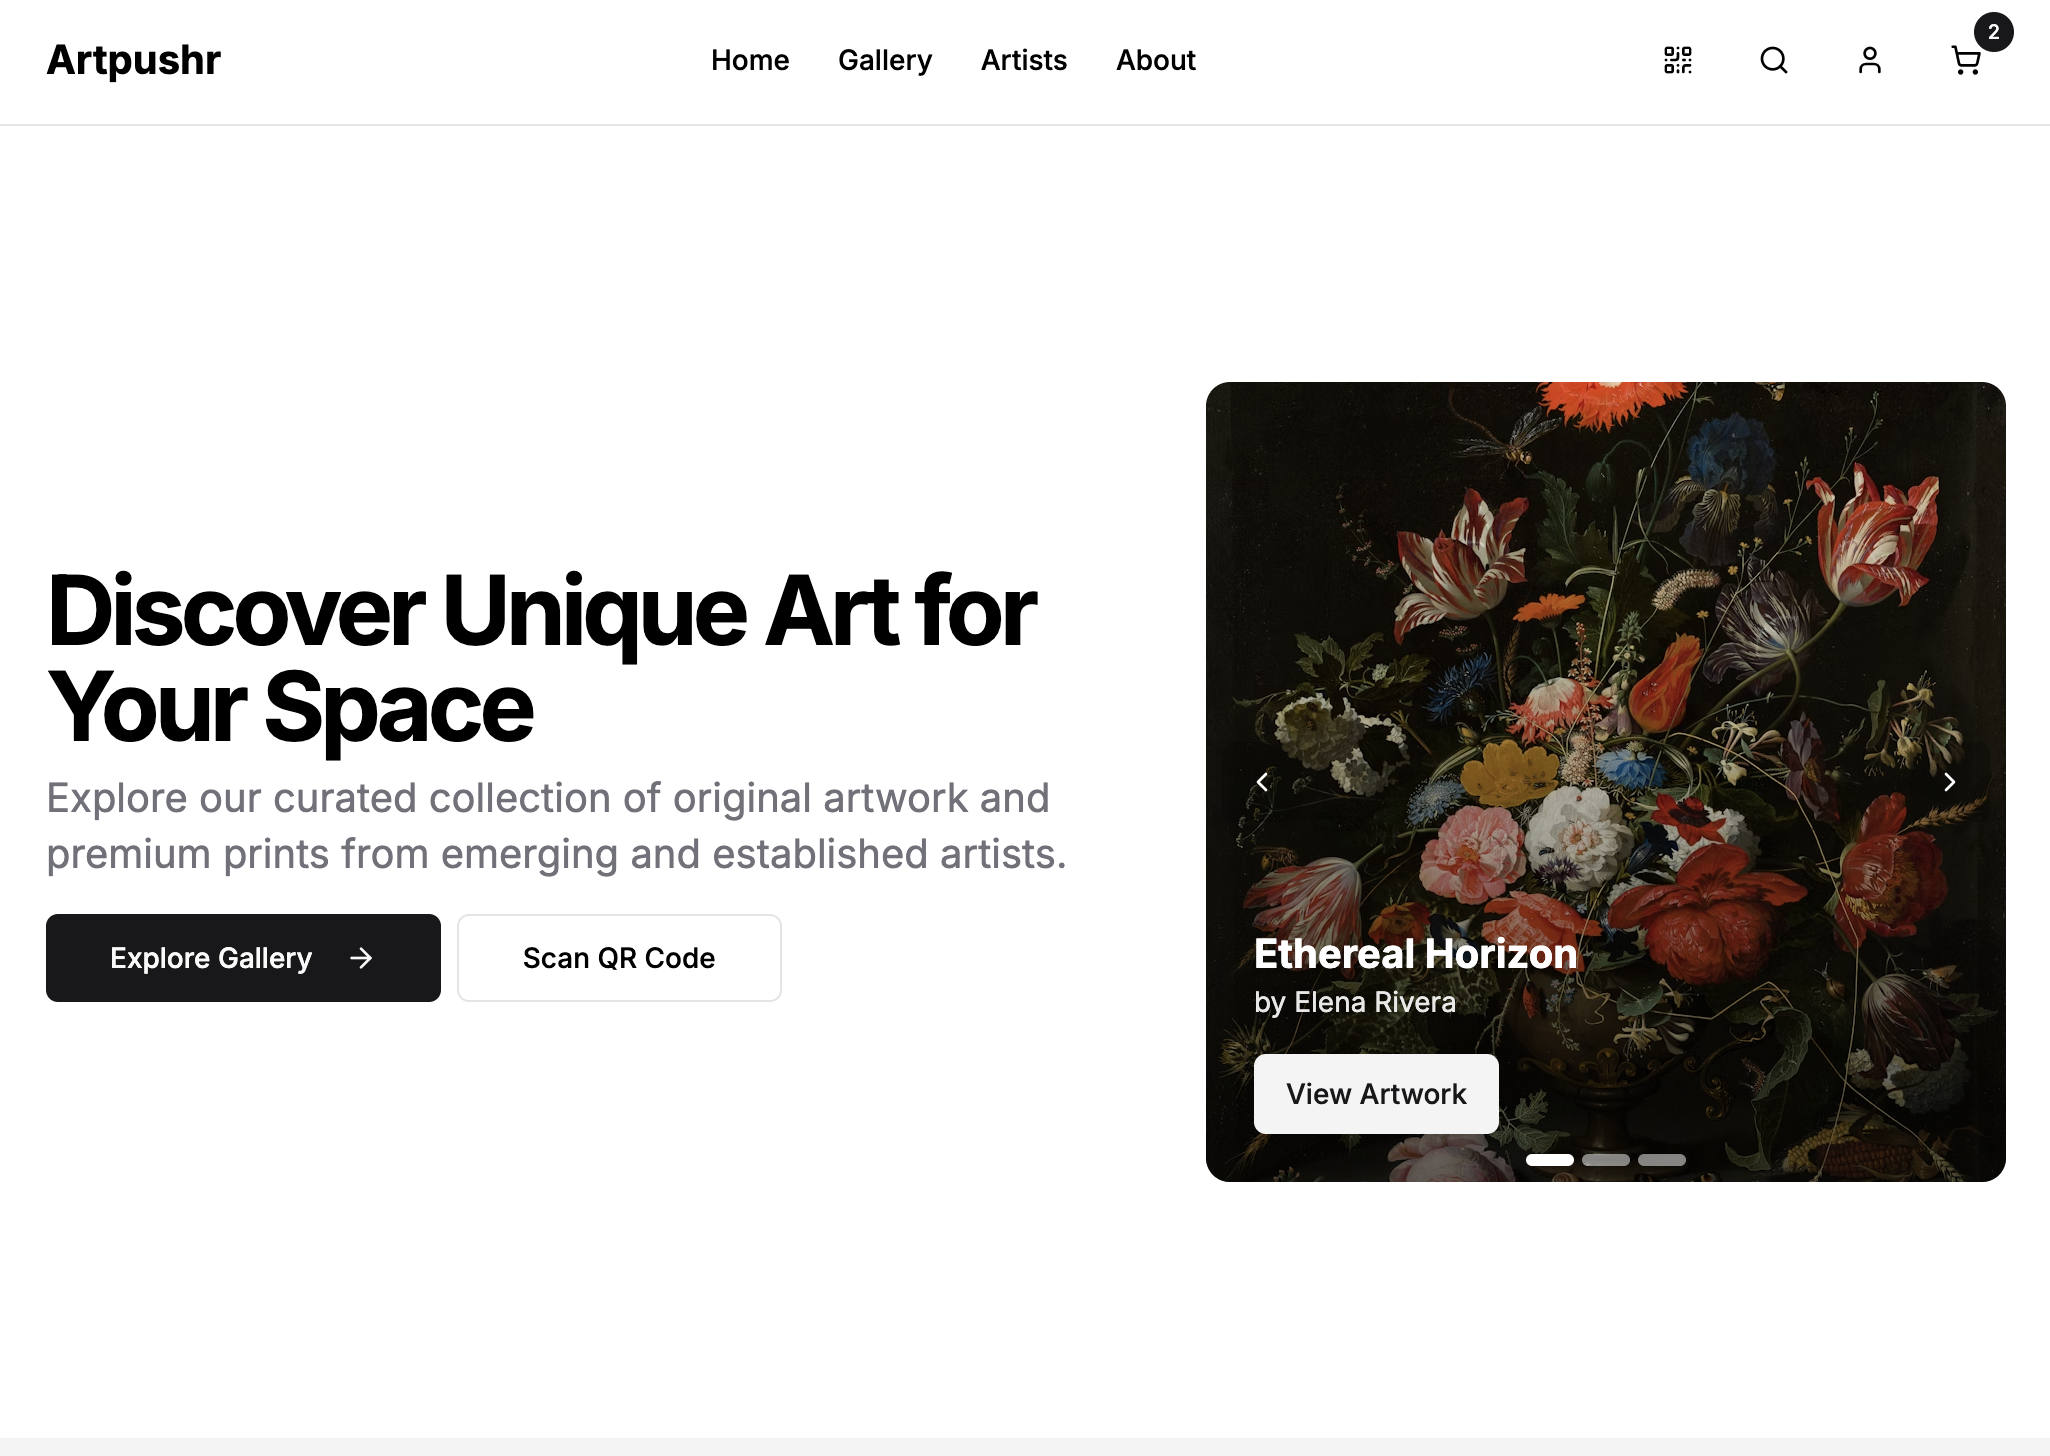 Artpushr
Home
Gallery
Artists
About
2
Discover Unique Art for
Your Space
Explore our curated collection of original artwork and
premium prints from emerging and established artists.
Explore Gallery
Scan QR Code
Ethereal Horizon
by Elena Rivera
View Artwork